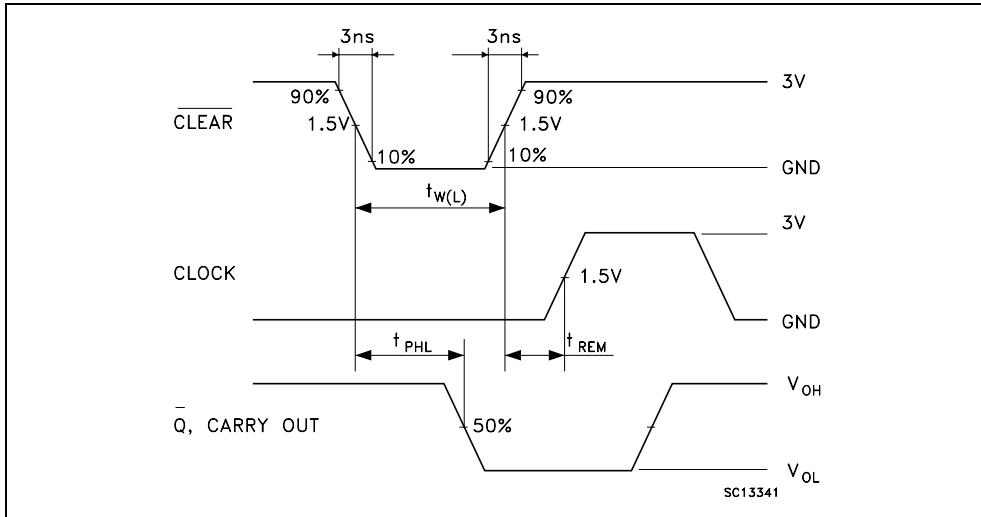 3ns
3ns
3V
90%
90%
CLEAR
1.5V
1.5V
10%
10%
GND
tW(L)
3V
CLOCK
1.5V
GND
tPHL
tREM
VOH
Q, CARRY OUT
50%
VOL
SC13341